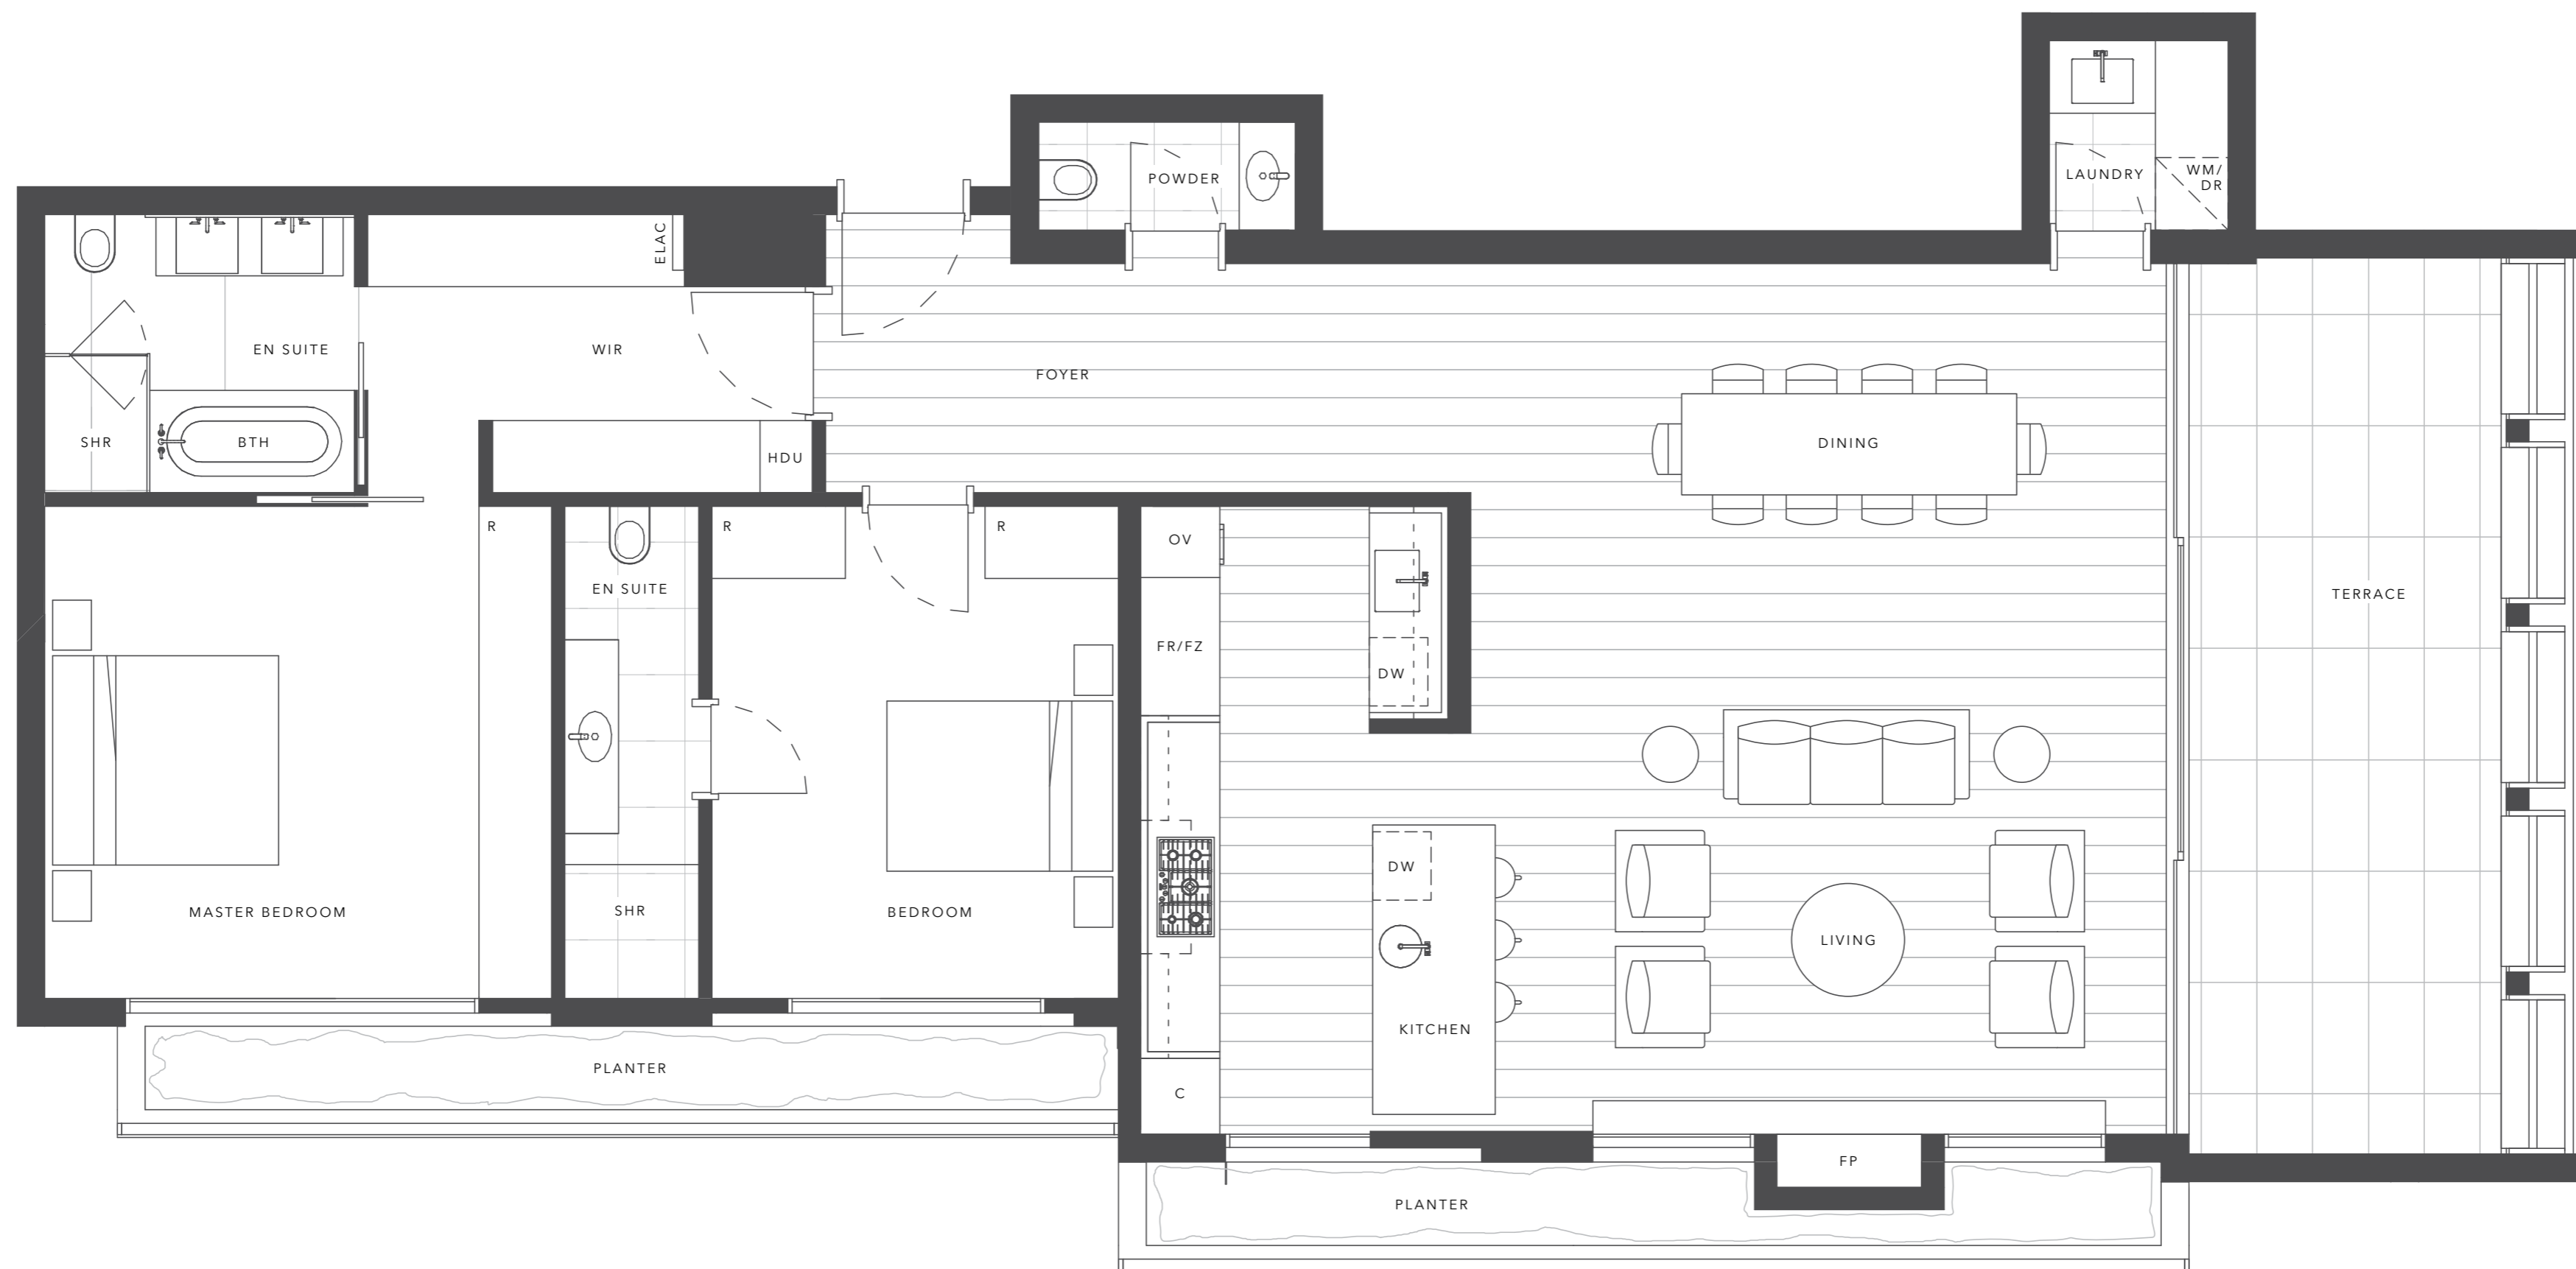 POWDER
LAUNDRY
WM/
DR
ELAC
EN SUITE
WIR
FOYER
SHR
BTH
HDU
DINING
R
R
R
OV
EN SUITE
FR/FZ
DW
TERRACE
DW
MASTER BEDROOM
SHR
BEDROOM
LIVING
KITCHEN
PLANTER
C
FP
PLANTER